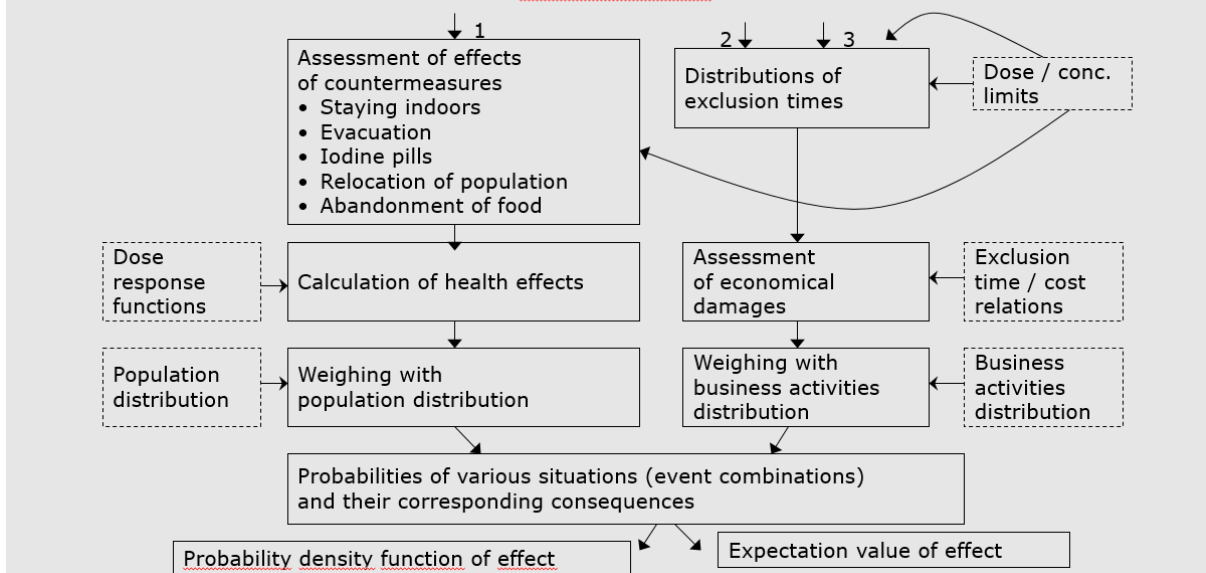 1
Assessment of effects
of countermeasures
• Staying indoors
• Evacuation
• Iodine pills
• Relocation of population
• Abandonment of food
2
3
Distributions of
exclusion times
Dose / conc.
limits
Dose
response
functions
Calculation of health effects
Assessment
of economical
damages
Exclusion
time / cost
relations
Population
distribution
Weighing with
population distribution
Weighing with
business activities
distribution
Business
activities
distribution
Probabilities of various situations (event combinations)
and their corresponding consequences
Probability density function of effect
Expectation value of effect